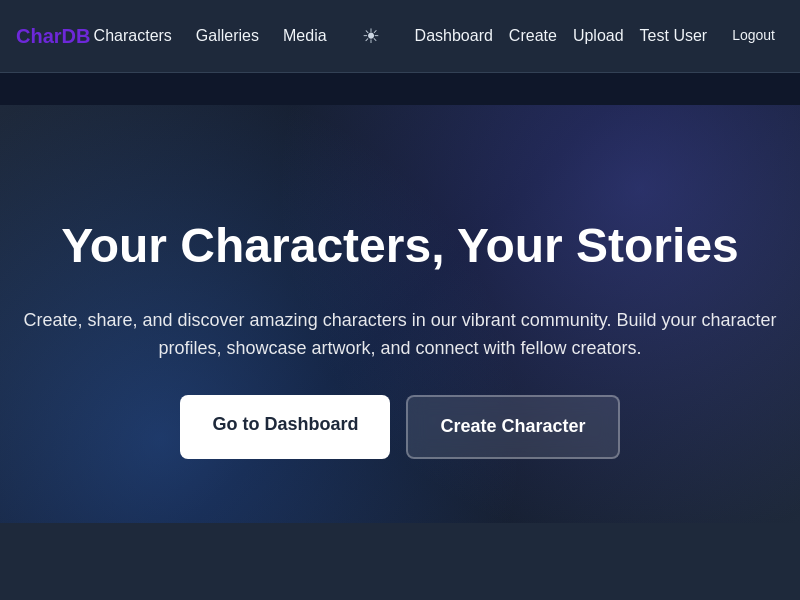 CharDB Characters Galleries Media ☀ Dashboard Create Upload Test User Logout
Your Characters, Your Stories
Create, share, and discover amazing characters in our vibrant community. Build your character
profiles, showcase artwork, and connect with fellow creators.
Go to Dashboard Create Character